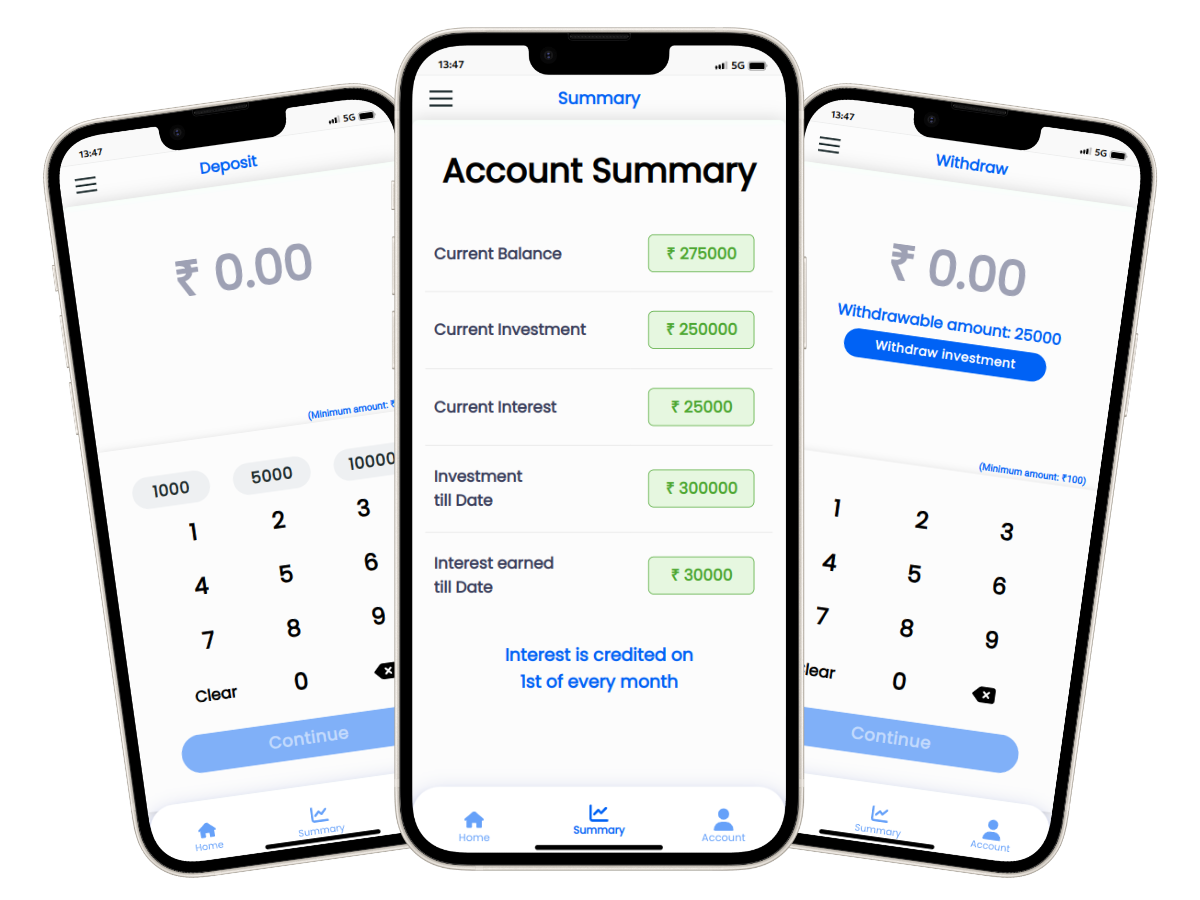 13:47
5G
Deposit
₹ 0.00
(Minimum amount: ₹
1000 5000 10000
1 2 3
4 5 6
7 8 9
Clear 0
Continue
Home Summary
13:47
5G
Summary
Account Summary
Current Balance ₹ 275000
Current Investment ₹ 250000
Current Interest ₹ 25000
Investment
till Date
₹ 300000
Interest earned
till Date
₹ 30000
Interest is credited on
1st of every month
Home Summary Account
13:47
5G
Withdraw
₹ 0.00
Withdrawable amount: 25000
Withdraw investment
(Minimum amount: ₹100)
1 2 3
4 5 6
7 8 9
lear 0
Continue
Summary Account